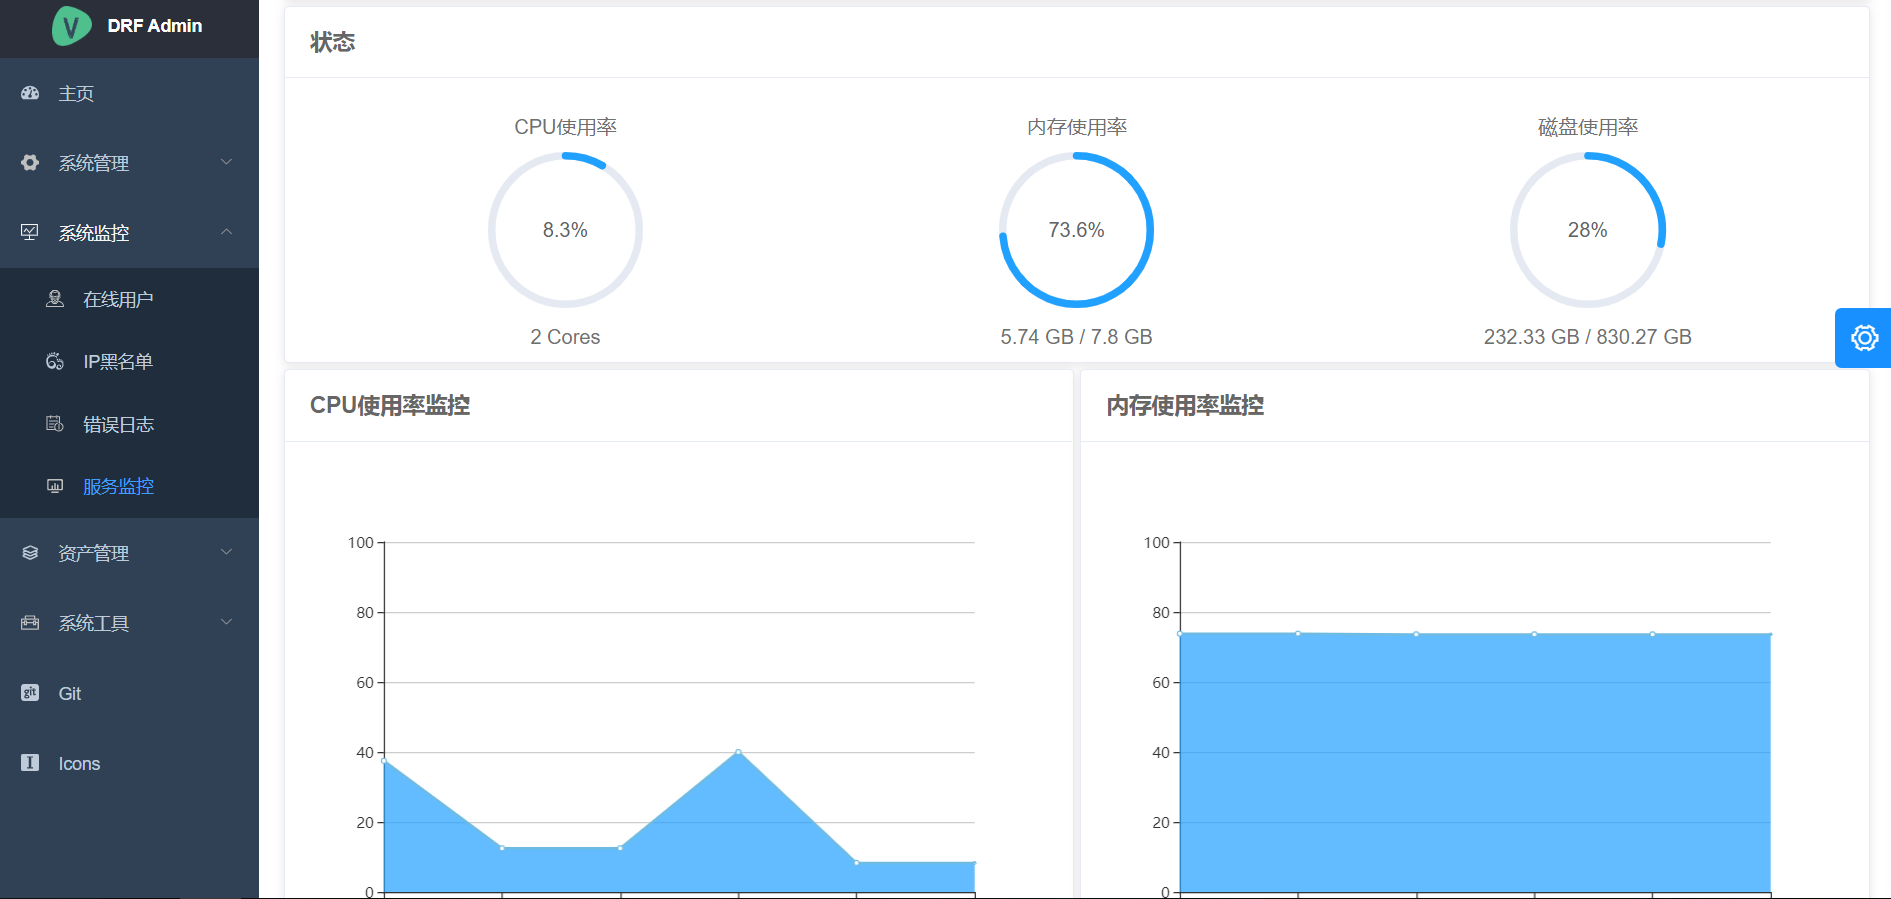 V DRF Admin
主页
系统管理
系统监控
在线用户
IP黑名单
错误日志
服务监控
资产管理
系统工具
git Git
I Icons
状态
CPU使用率
8.3%
2 Cores
内存使用率
73.6%
5.74 GB / 7.8 GB
磁盘使用率
28%
232.33 GB / 830.27 GB
CPU使用率监控
100
80
60
40
20
0
内存使用率监控
100
80
60
40
20
0